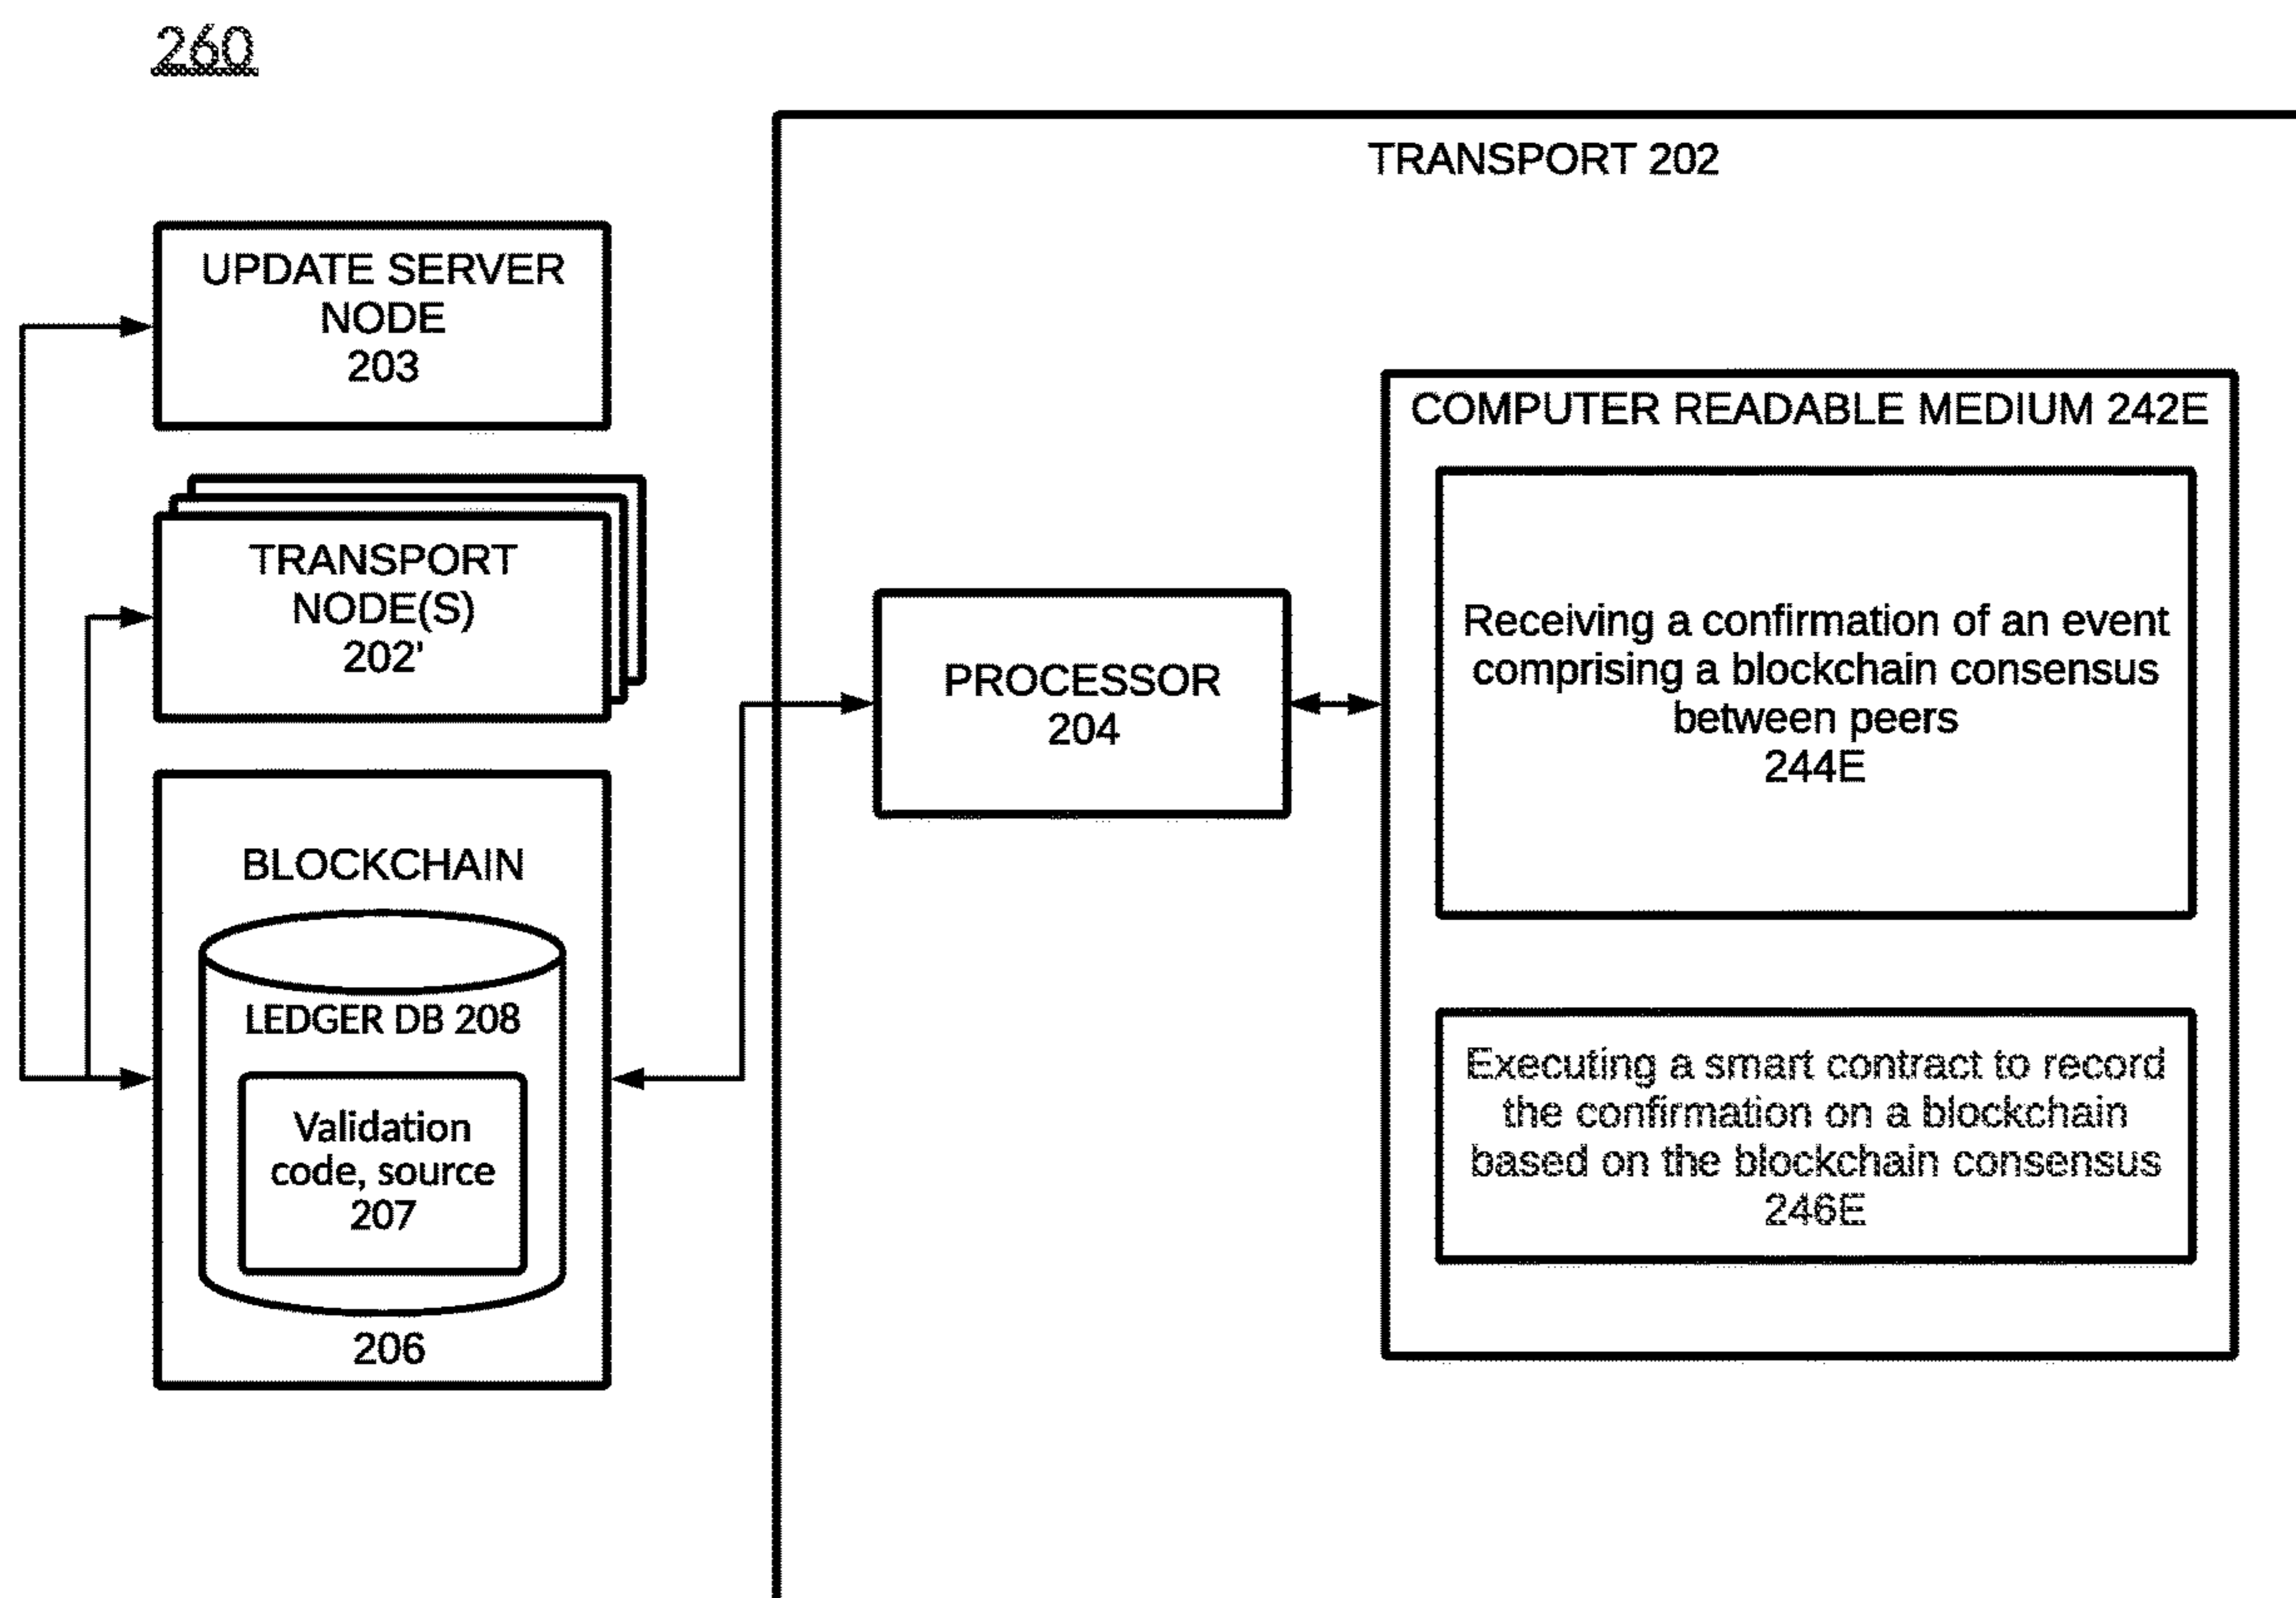 260
TRANSPORT 202
UPDATE SERVER
NODE
203
TRANSPORT
NODE(S)
202'
BLOCKCHAIN
LEDGER DB 208
Validation
code, source
207
206
PROCESSOR
204
COMPUTER READABLE MEDIUM 242E
Receiving a confirmation of an event
comprising a blockchain consensus
between peers
244E
Executing a smart contract to record
the confirmation on a blockchain
based on the blockchain consensus
246E